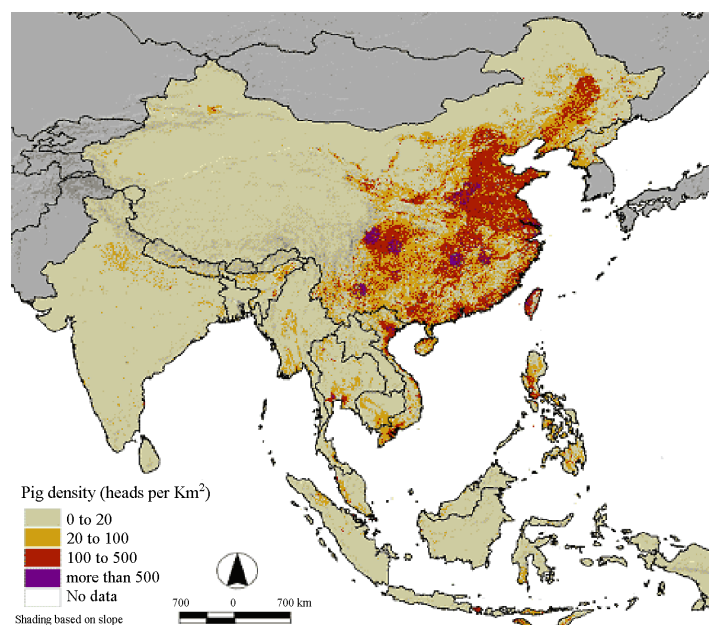 Pig density (heads per Km²)
0 to 20
20 to 100
100 to 500
more than 500
No data
Shading based on slope
700 0 700 km